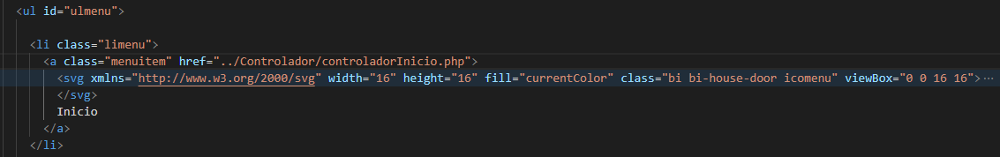 <ul id="ulmenu">
<li class="limenu">
<a class="menuitem" href="../Controlador/controladorInicio.php">
<svg xmlns="http://www.w3.org/2000/svg" width="16" height="16" fill="currentColor" class="bi bi-house-door icomenu" viewBox="0 0 16 16">…
</svg>
Inicio
</a>
</li>